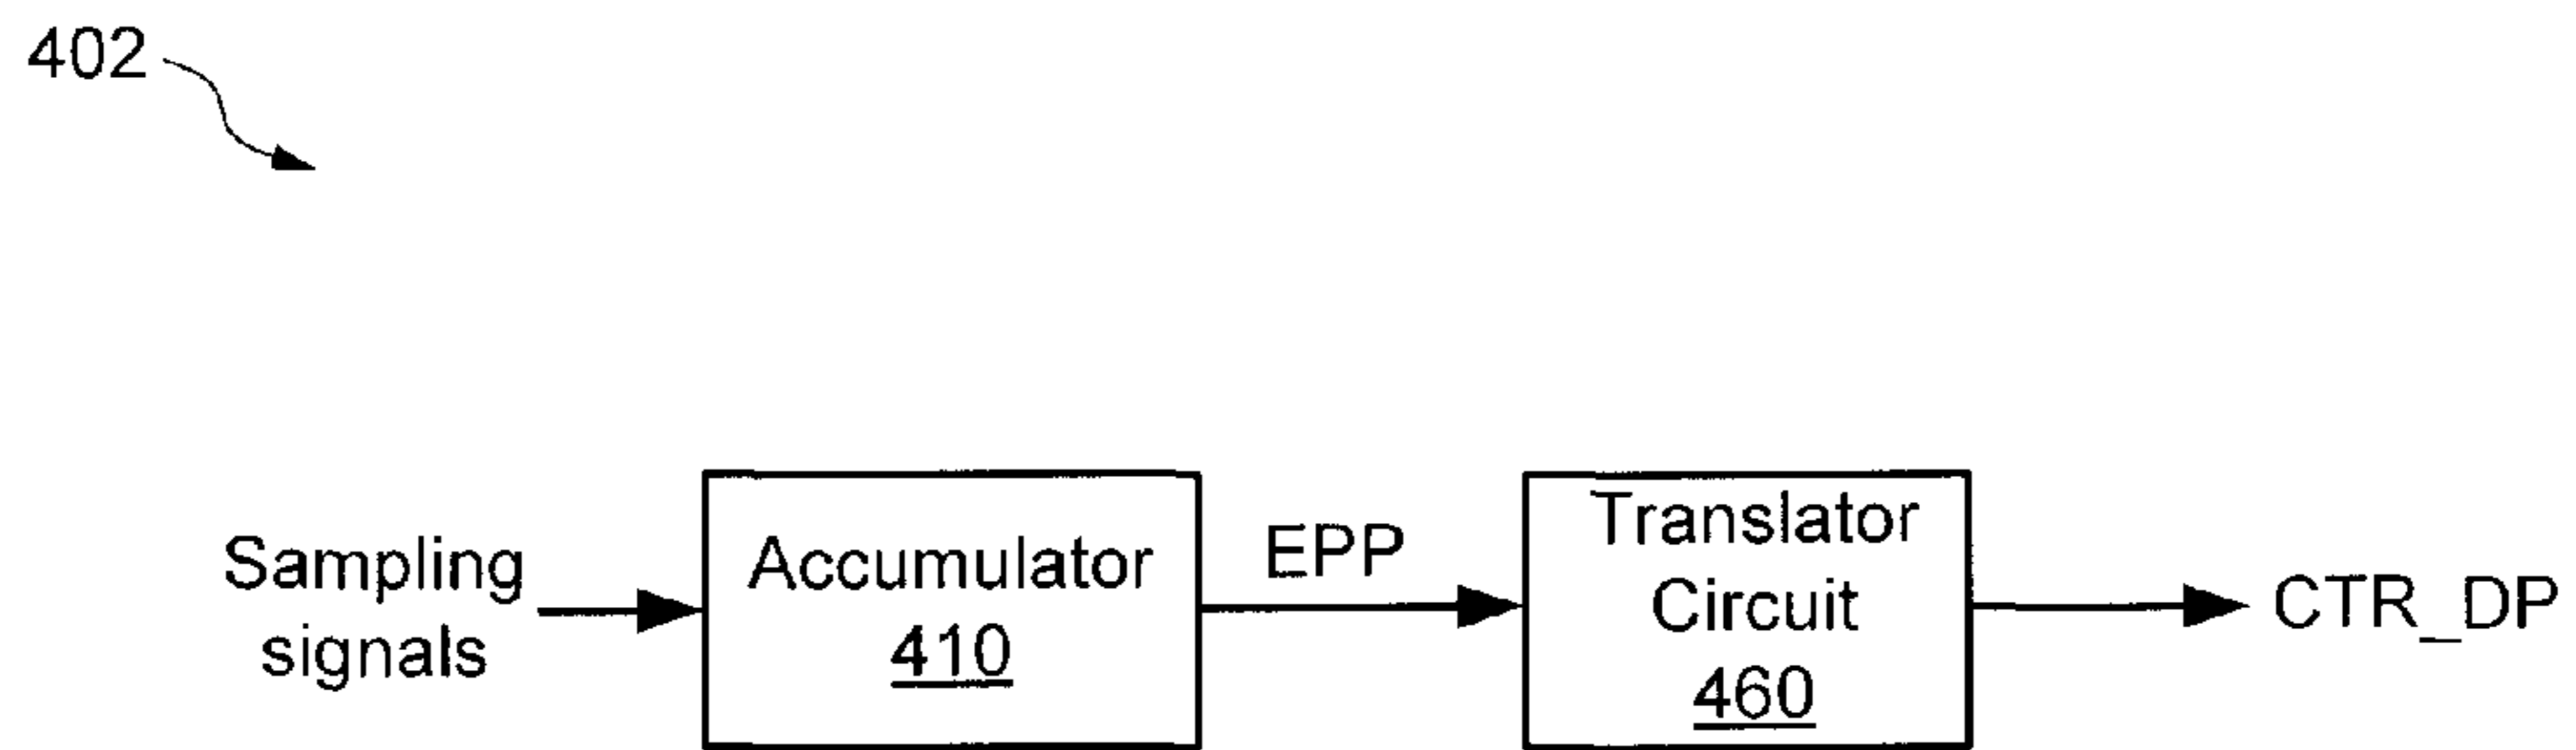 402
Sampling
signals
Accumulator
410
EPP
Translator
Circuit
460
CTR_DP